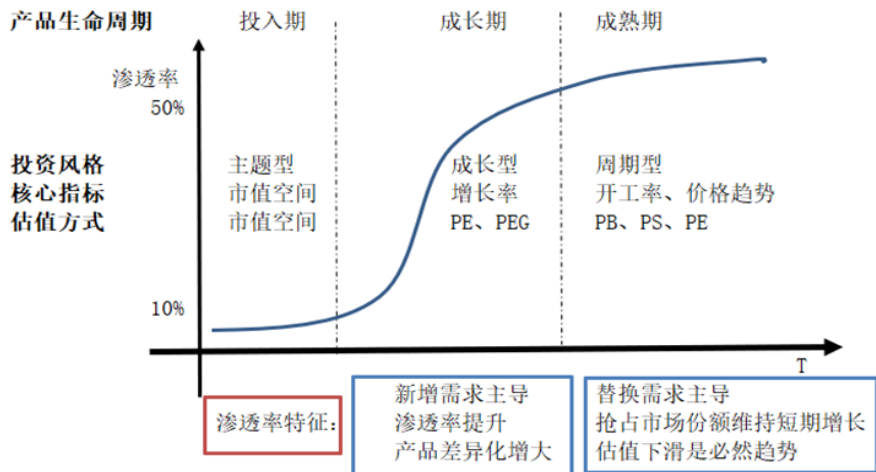 产品生命周期 投入期 成长期 成熟期
渗透率
50%
投资风格 主题型 成长型 周期型
核心指标 市值空间 增长率 开工率、价格趋势
估值方式 市值空间 PE、PEG PB、PS、PE
10%
T
渗透率特征：
新增需求主导
渗透率提升
产品差异化增大
替换需求主导
抢占市场份额维持短期增长
估值下滑是必然趋势